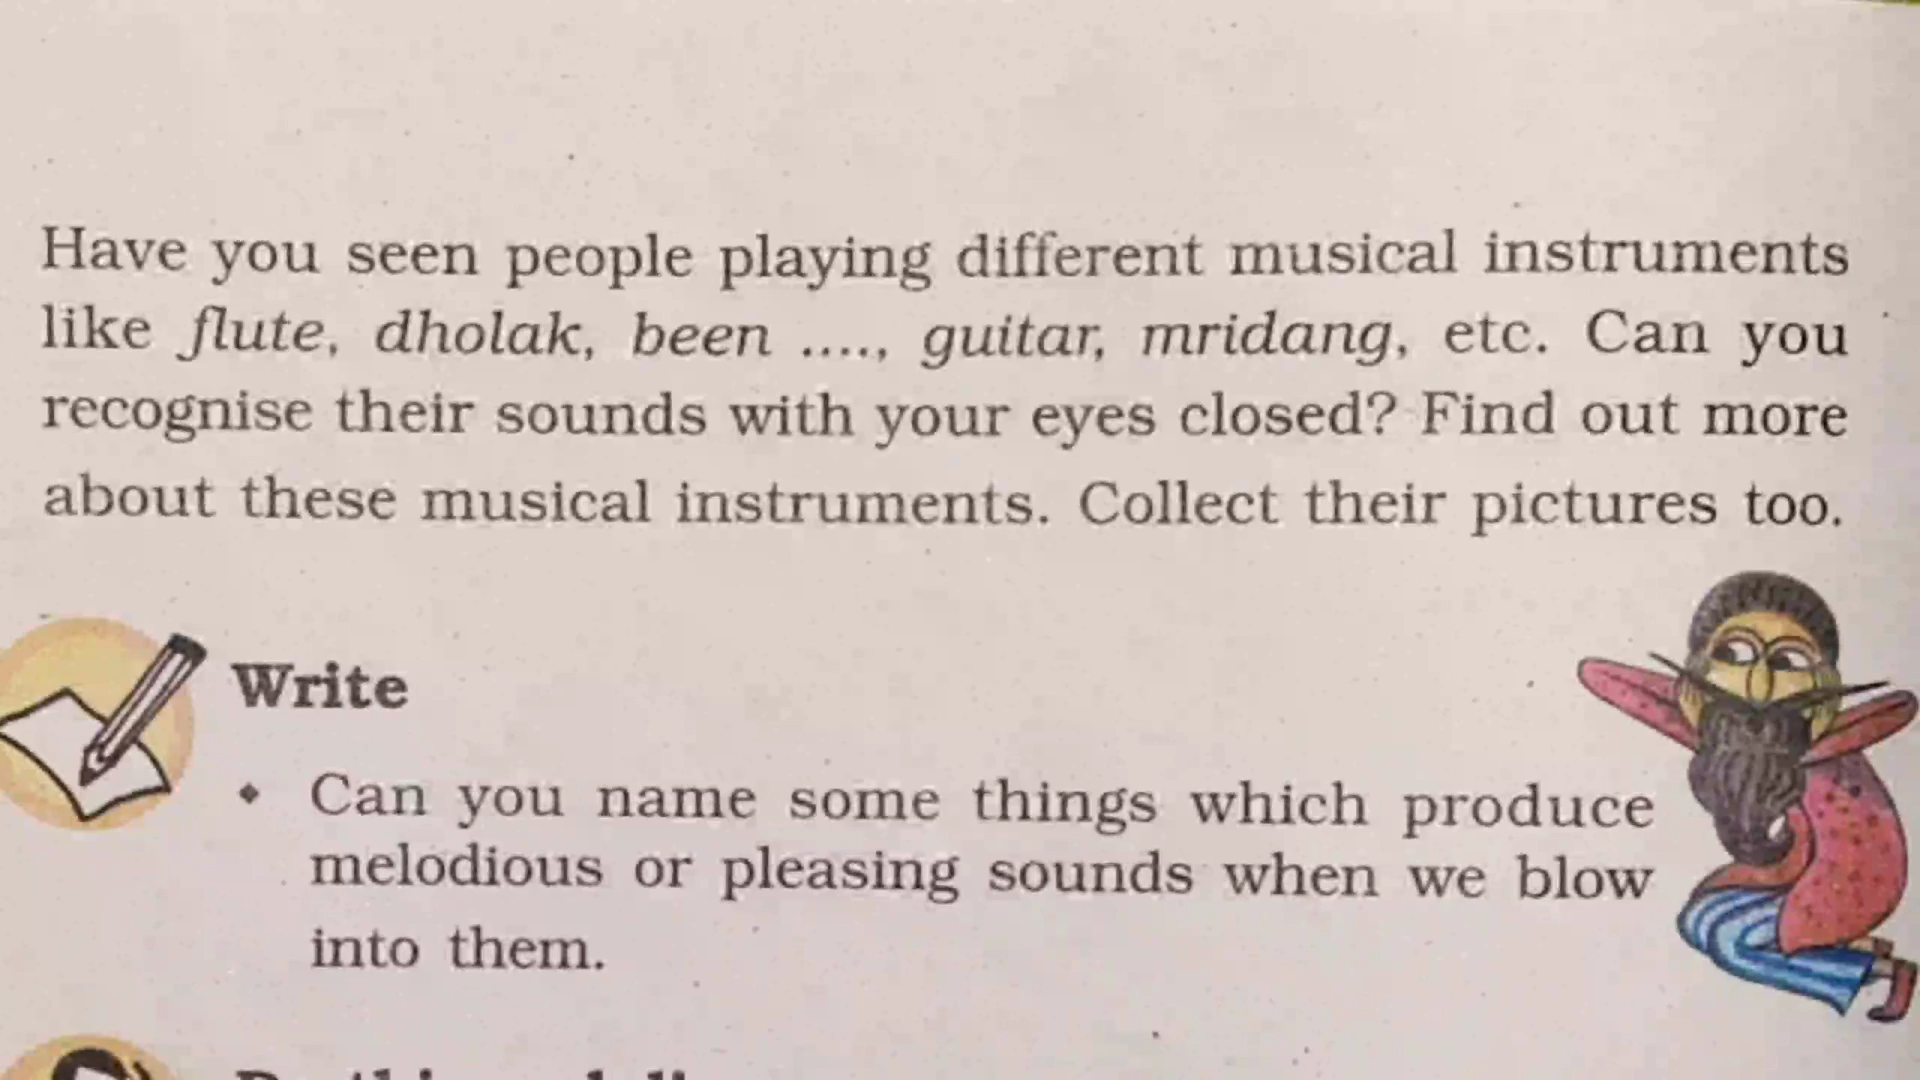 Have you seen people playing different musical instruments
like flute, dholak, been ...., guitar, mridang, etc. Can you
recognise their sounds with your eyes closed? Find out more
about these musical instruments. Collect their pictures too.
Write
• Can you name some things which produce
melodious or pleasing sounds when we blow
into them.